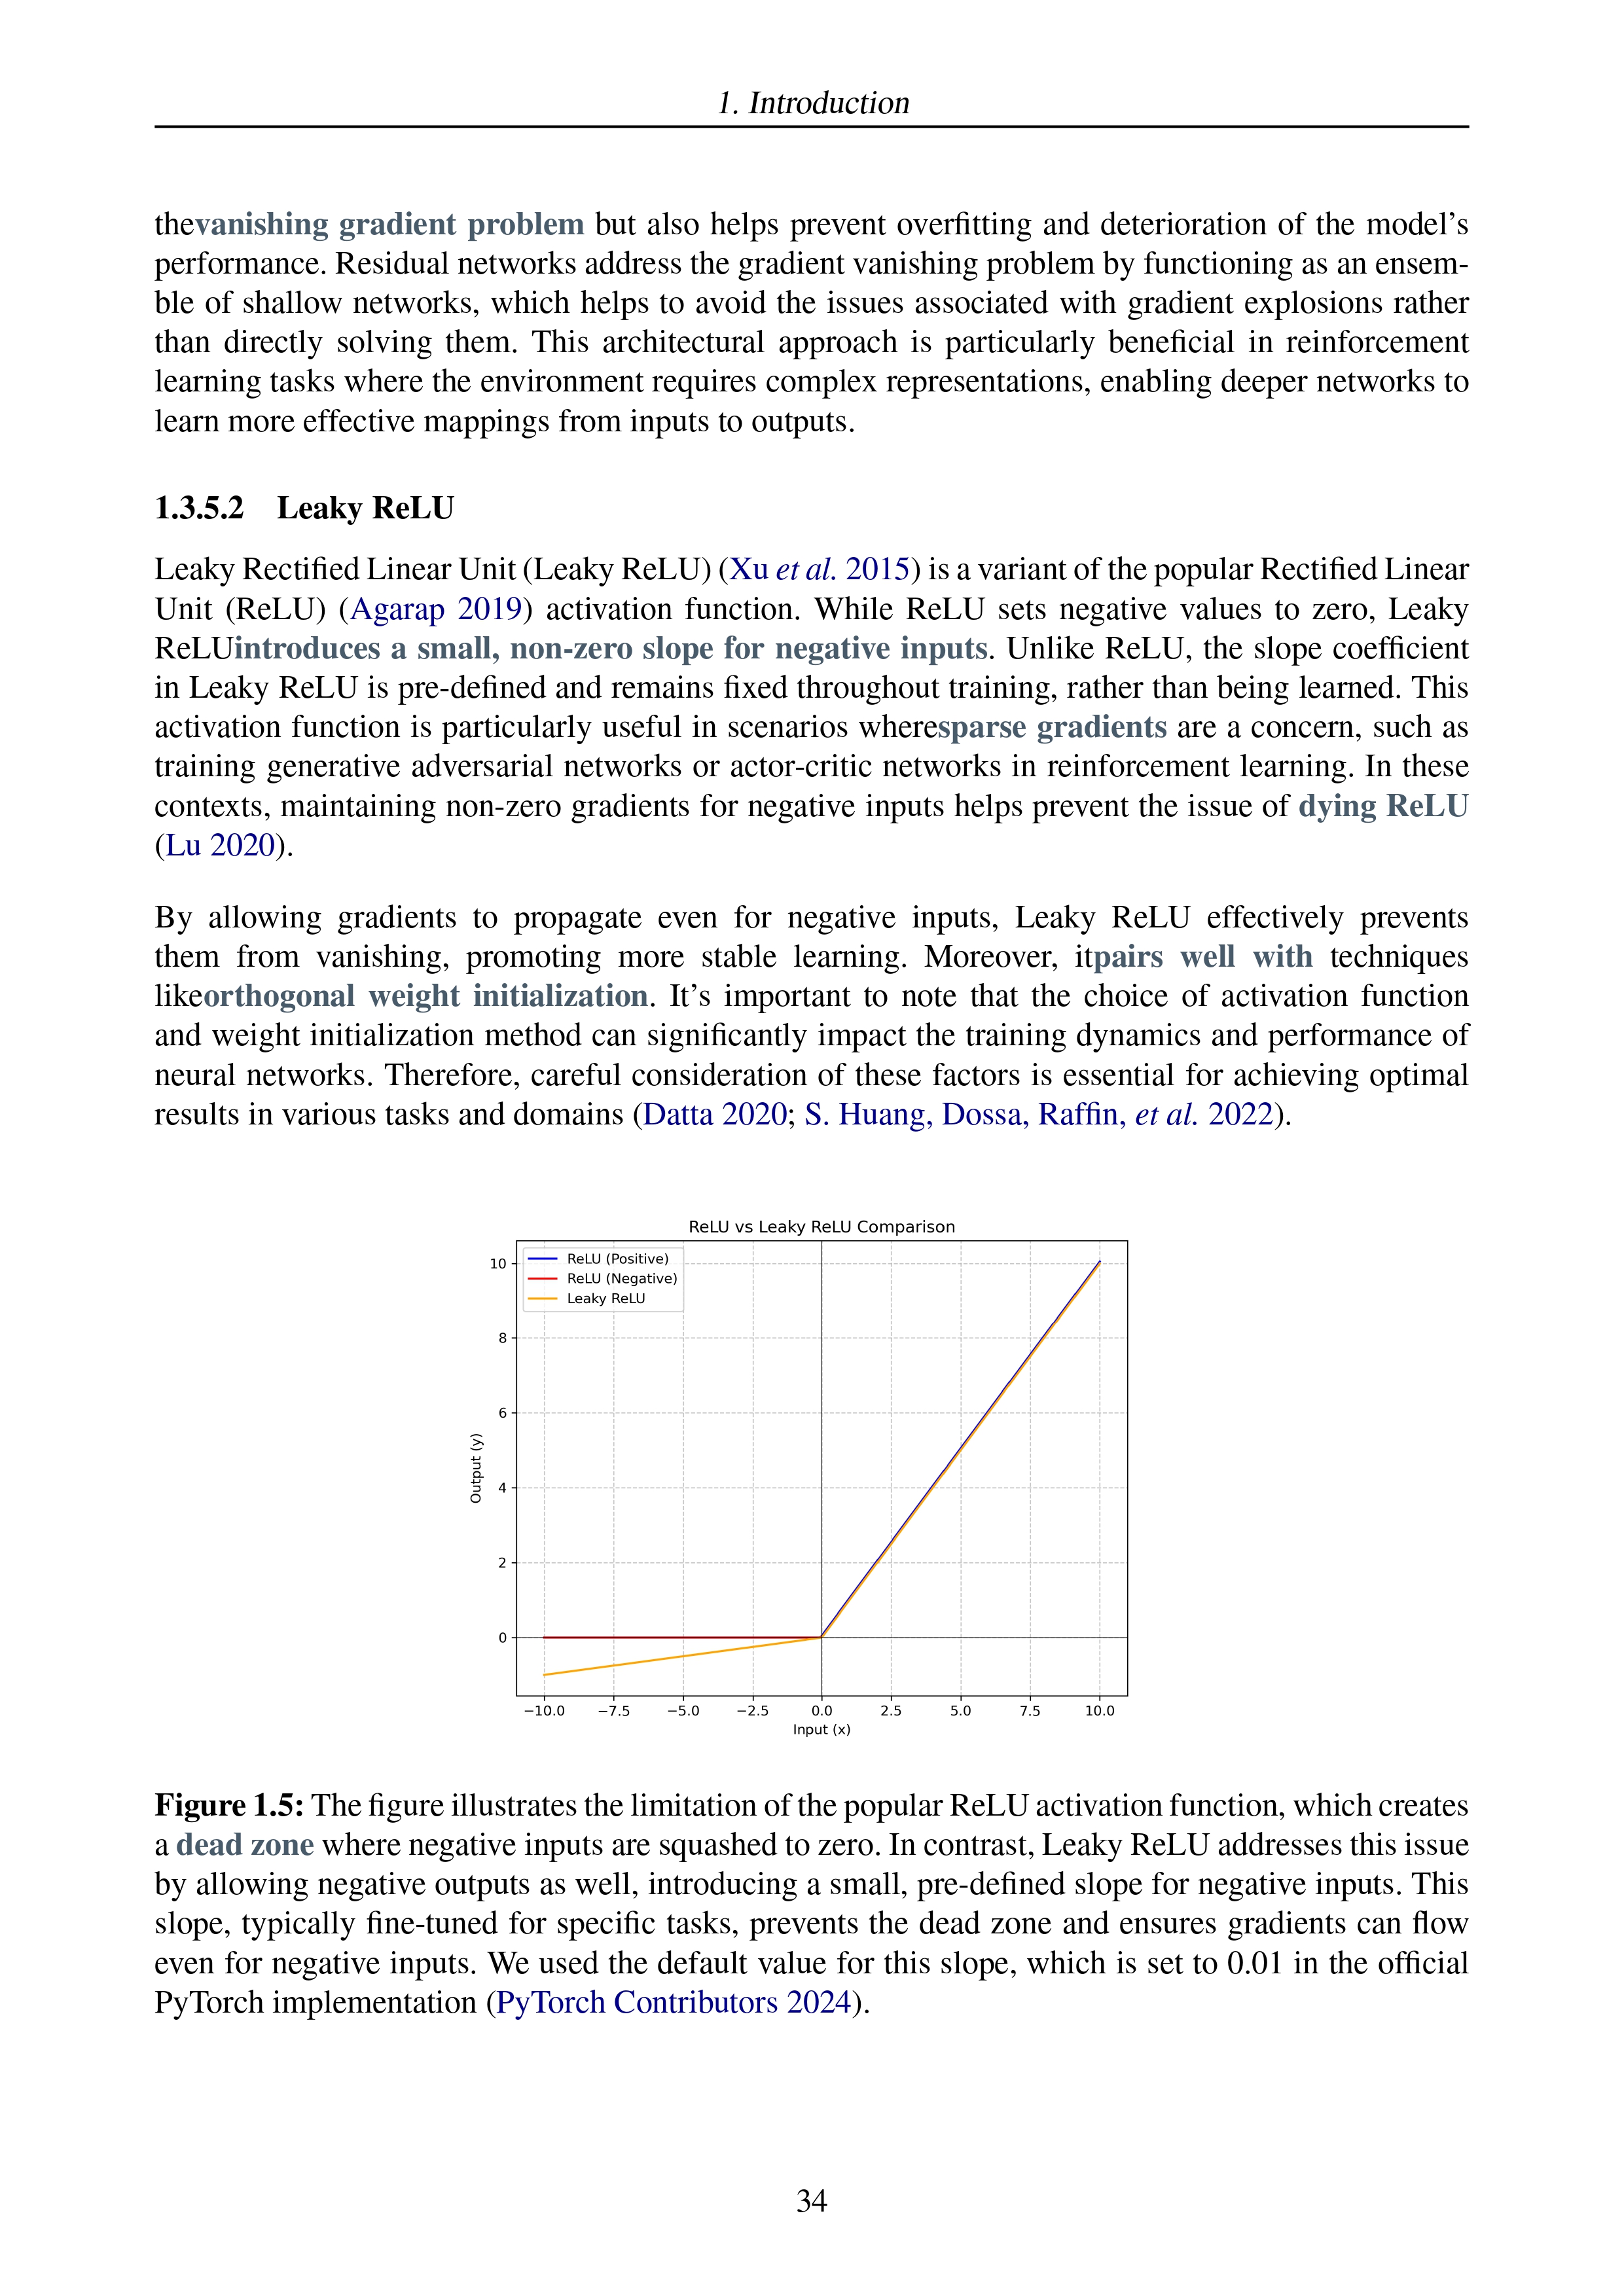 1. Introduction
thevanishing gradient problem but also helps prevent overfitting and deterioration of the model's
performance. Residual networks address the gradient vanishing problem by functioning as an ensem-
ble of shallow networks, which helps to avoid the issues associated with gradient explosions rather
than directly solving them. This architectural approach is particularly beneficial in reinforcement
learning tasks where the environment requires complex representations, enabling deeper networks to
learn more effective mappings from inputs to outputs.
1.3.5.2 Leaky ReLU
Leaky Rectified Linear Unit (Leaky ReLU) (Xu et al. 2015) is a variant of the popular Rectified Linear
Unit (ReLU) (Agarap 2019) activation function. While ReLU sets negative values to zero, Leaky
ReLUintroduces a small, non-zero slope for negative inputs. Unlike ReLU, the slope coefficient
in Leaky ReLU is pre-defined and remains fixed throughout training, rather than being learned. This
activation function is particularly useful in scenarios wheresparse gradients are a concern, such as
training generative adversarial networks or actor-critic networks in reinforcement learning. In these
contexts, maintaining non-zero gradients for negative inputs helps prevent the issue of dying ReLU
(Lu 2020).
By allowing gradients to propagate even for negative inputs, Leaky ReLU effectively prevents
them from vanishing, promoting more stable learning. Moreover, itpairs well with techniques
likeorthogonal weight initialization. It's important to note that the choice of activation function
and weight initialization method can significantly impact the training dynamics and performance of
neural networks. Therefore, careful consideration of these factors is essential for achieving optimal
results in various tasks and domains (Datta 2020; S. Huang, Dossa, Raffin, et al. 2022).
ReLU vs Leaky ReLU Comparison
ReLU (Positive)
ReLU (Negative)
Leaky ReLU
10
8
6
4
2
0
Output (y)
−10.0 −7.5 −5.0 −2.5 0.0 2.5 5.0 7.5 10.0
Input (x)
Figure 1.5: The figure illustrates the limitation of the popular ReLU activation function, which creates
a dead zone where negative inputs are squashed to zero. In contrast, Leaky ReLU addresses this issue
by allowing negative outputs as well, introducing a small, pre-defined slope for negative inputs. This
slope, typically fine-tuned for specific tasks, prevents the dead zone and ensures gradients can flow
even for negative inputs. We used the default value for this slope, which is set to 0.01 in the official
PyTorch implementation (PyTorch Contributors 2024).
34